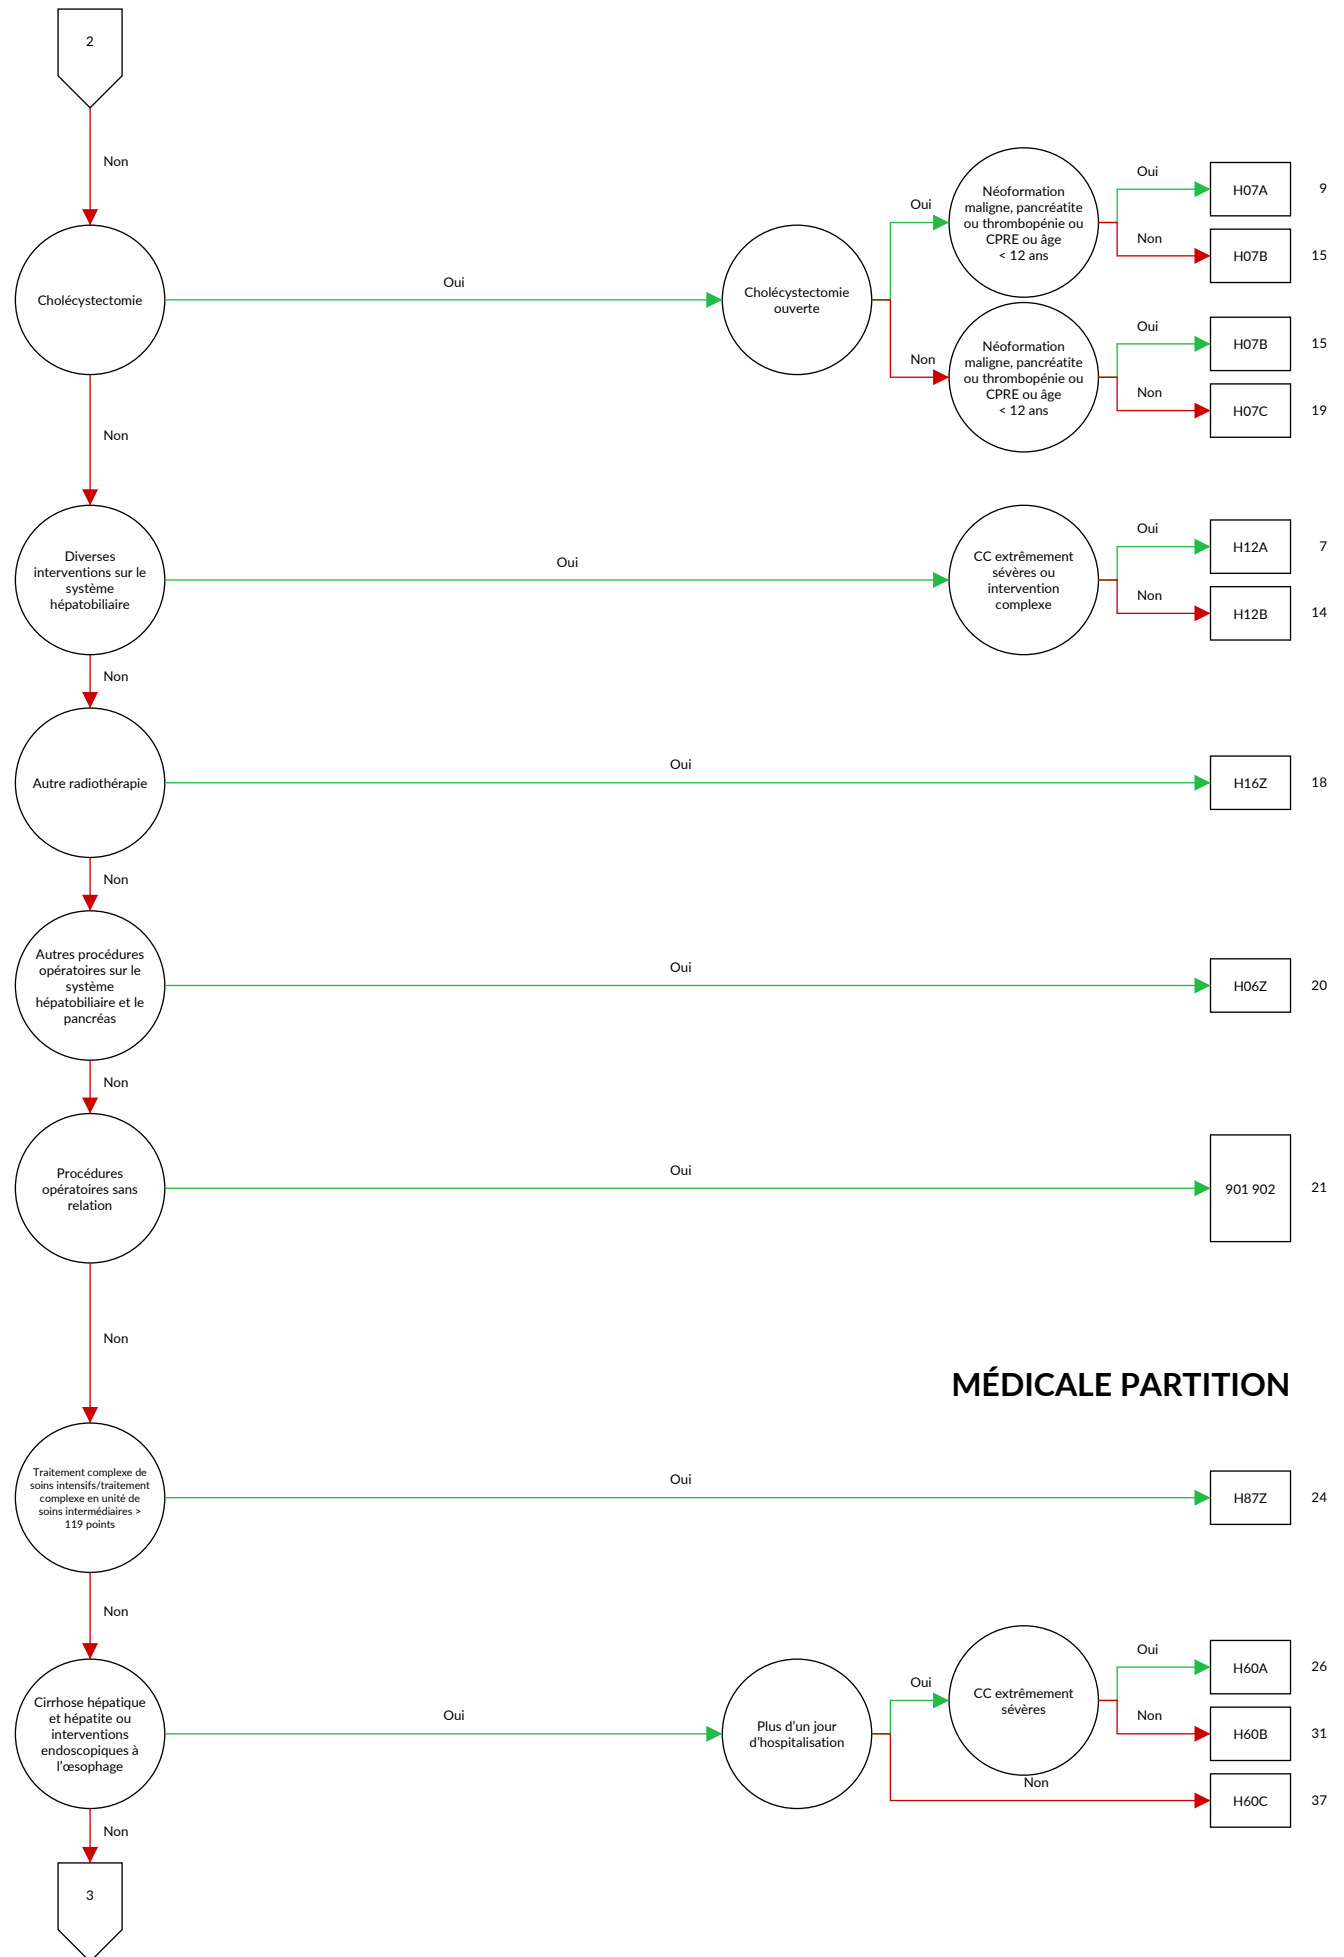 2
Non
Cholécystectomie
Oui
Cholécystectomie
ouverte
Oui
Néoformation
maligne, pancréatite
ou thrombopénie ou
CPRE ou âge
< 12 ans
Oui
H07A
9
Non
H07B
15
Non
Néoformation
maligne, pancréatite
ou thrombopénie ou
CPRE ou âge
< 12 ans
Oui
H07B
15
Non
H07C
19
Non
Diverses
interventions sur le
système
hépatobiliaire
Oui
CC extrêmement
sévères ou
intervention
complexe
Oui
H12A
7
Non
H12B
14
Non
Autre radiothérapie
Oui
H16Z
18
Non
Autres procédures
opératoires sur le
système
hépatobiliaire et le
pancréas
Oui
H06Z
20
Non
Procédures
opératoires sans
relation
Oui
901 902
21
Non
MÉDICALE PARTITION
Traitement complexe de
soins intensifs/traitement
complexe en unité de
soins intermédiaires >
119 points
Oui
H87Z
24
Non
Cirrhose hépatique
et hépatite ou
interventions
endoscopiques à
l'œsophage
Oui
Plus d'un jour
d'hospitalisation
Oui
CC extrêmement
sévères
Oui
H60A
26
Non
H60B
31
Non
H60C
37
Non
3